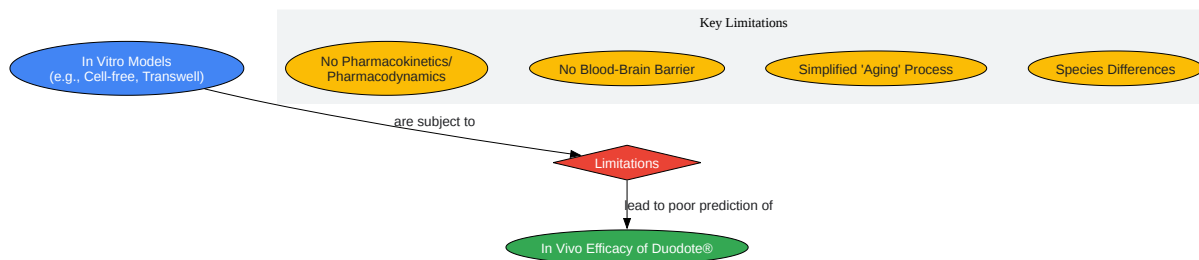 Key Limitations
In Vitro Models
(e.g., Cell-free, Transwell)
No Pharmacokinetics/
Pharmacodynamics
No Blood-Brain Barrier
Simplified 'Aging' Process
Species Differences
are subject to
Limitations
lead to poor prediction of
In Vivo Efficacy of Duodote®